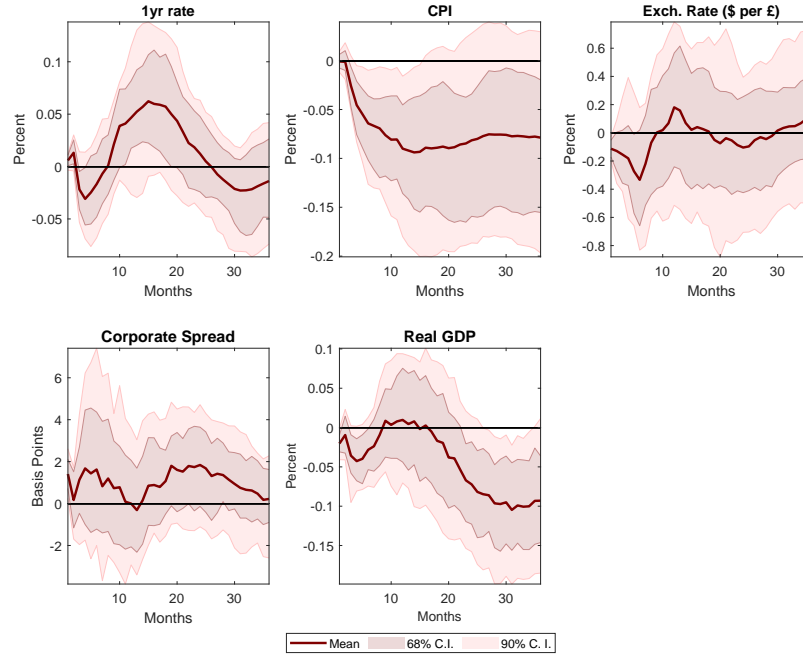 1yr rate
0.1
0.05
0
-0.05
Percent
10
20
30
Months
CPI
0
-0.05
-0.1
-0.15
-0.2
Percent
10
20
30
Months
Exch. Rate ($ per £)
0.6
0.4
0.2
0
-0.2
-0.4
-0.6
-0.8
Percent
10
20
30
Months
Corporate Spread
6
4
2
0
-2
Basis Points
10
20
30
Months
Real GDP
0.1
0.05
0
-0.05
-0.1
-0.15
Percent
10
20
30
Months
Mean 68% C.I. 90% C. I.